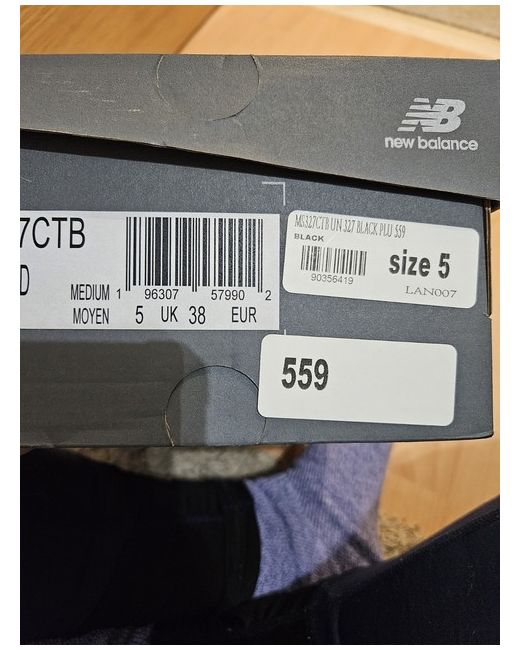 NB
new balance
7CTB
D
MEDIUM
MOYEN
1 96307 57990 2
5 UK 38 EUR
MS327CTB UN 327 BLACK PLU 559
BLACK
90356419
size 5
LAN007
559